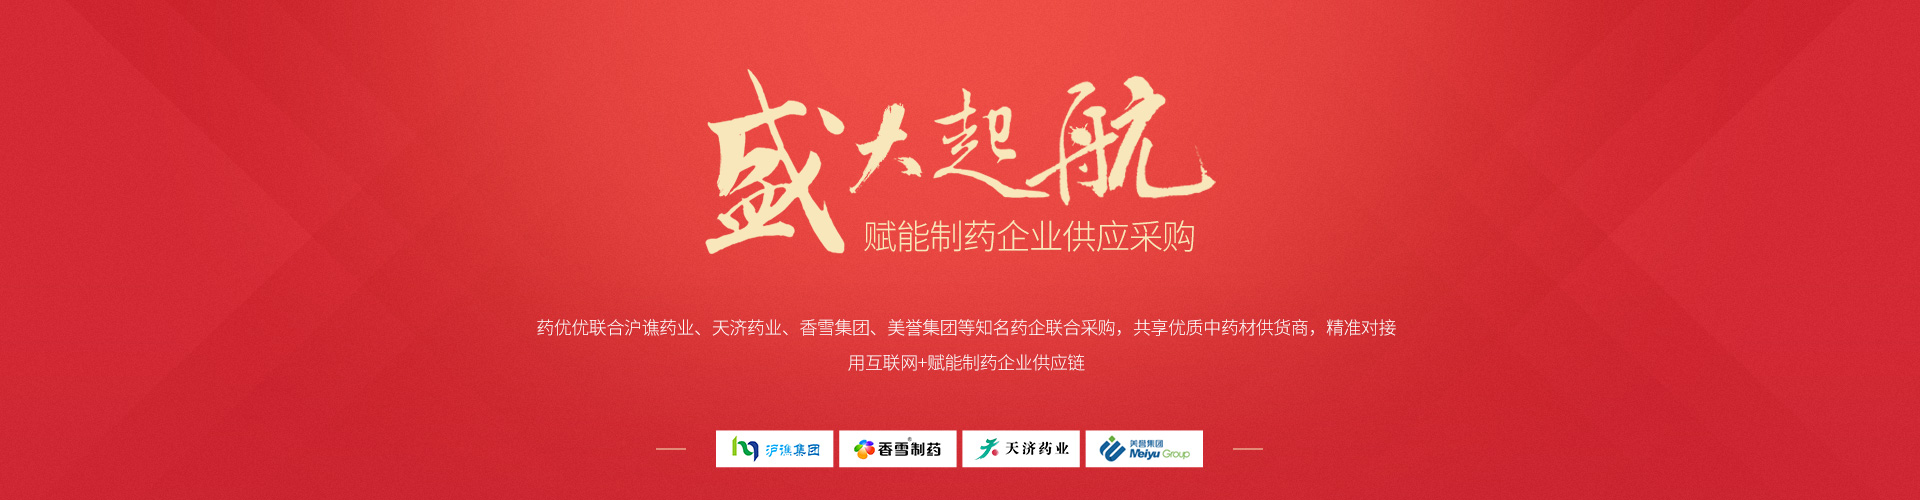 盛大起航
赋能制药企业供应采购
药优优联合沪谯药业、天济药业、香雪集团、美誉集团等知名药企联合采购，共享优质中药材供货商，精准对接
用互联网+赋能制药企业供应链
hq 沪谯集团
香雪制药®
天济药业
美誉集团
Meiyu Group